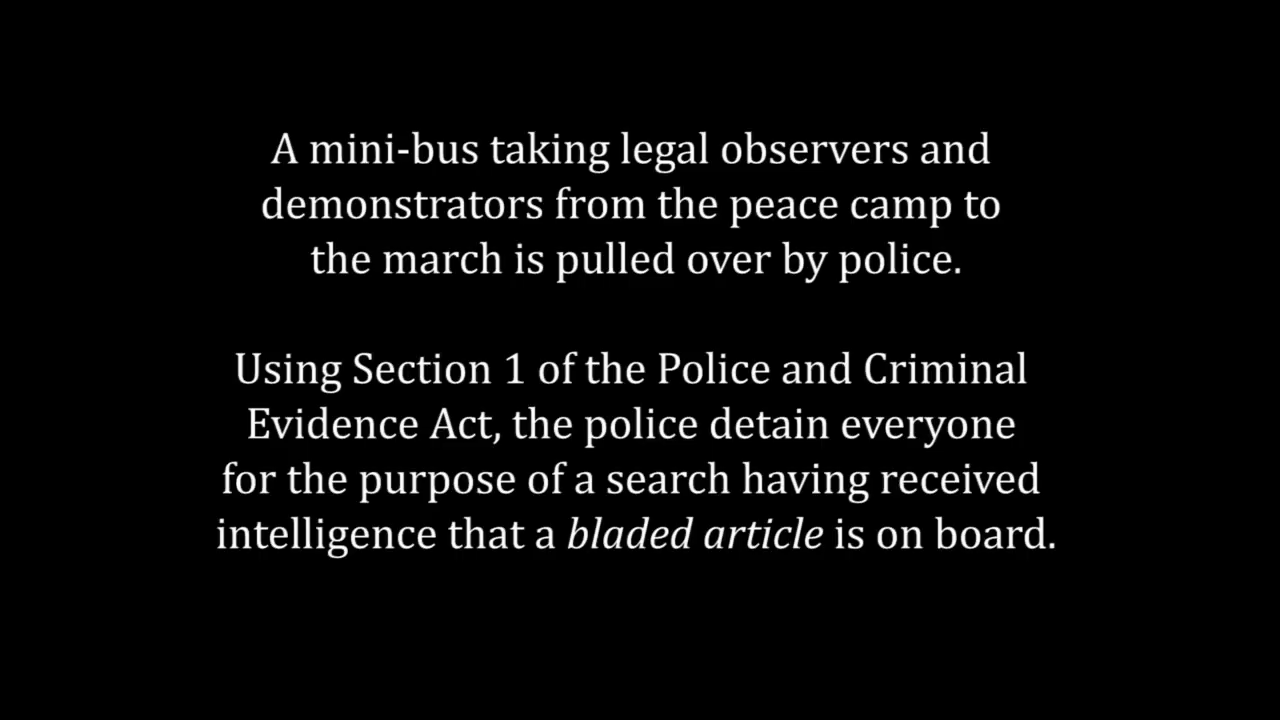 A mini-bus taking legal observers and
demonstrators from the peace camp to
the march is pulled over by police.
Using Section 1 of the Police and Criminal
Evidence Act, the police detain everyone
for the purpose of a search having received
intelligence that a bladed article is on board.